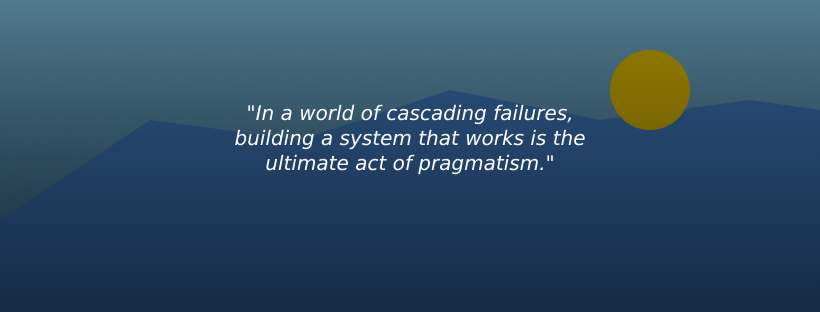 "In a world of cascading failures,
building a system that works is the
ultimate act of pragmatism."